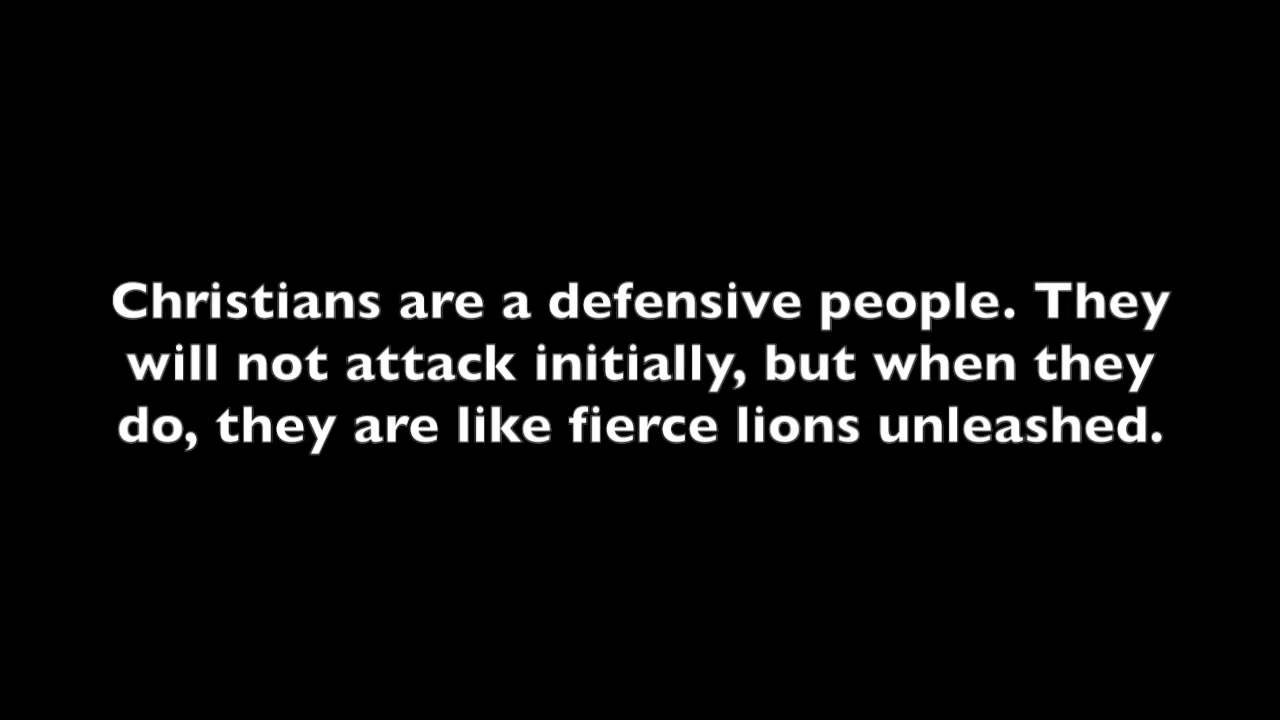 Christians are a defensive people. They
will not attack initially, but when they
do, they are like fierce lions unleashed.